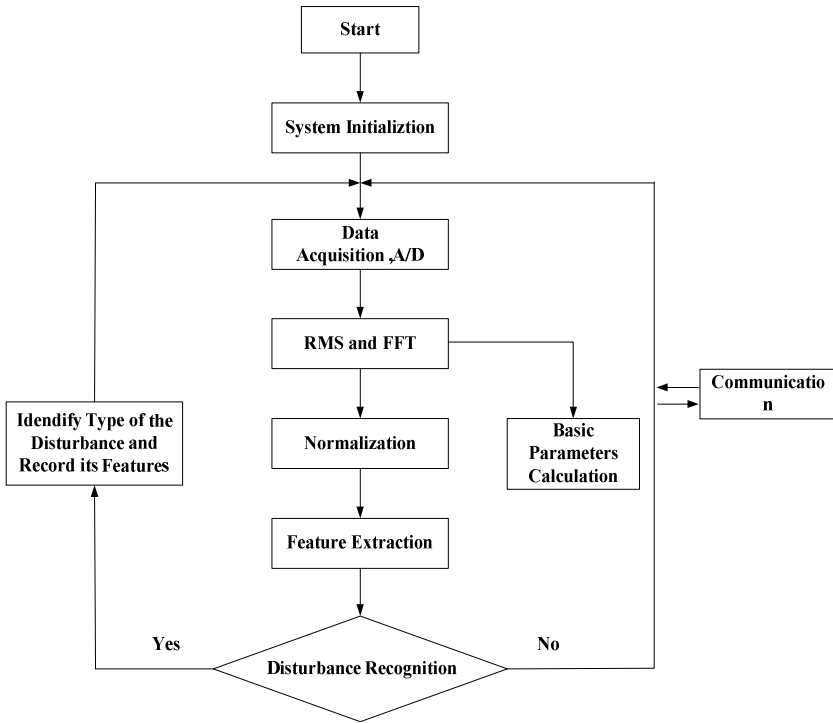 Start
System Initializtion
Data
Acquisition ,A/D
RMS and FFT
Communicatio
n
Idendify Type of the
Disturbance and
Record its Features
Normalization
Basic
Parameters
Calculation
Feature Extraction
Yes
No
Disturbance Recognition